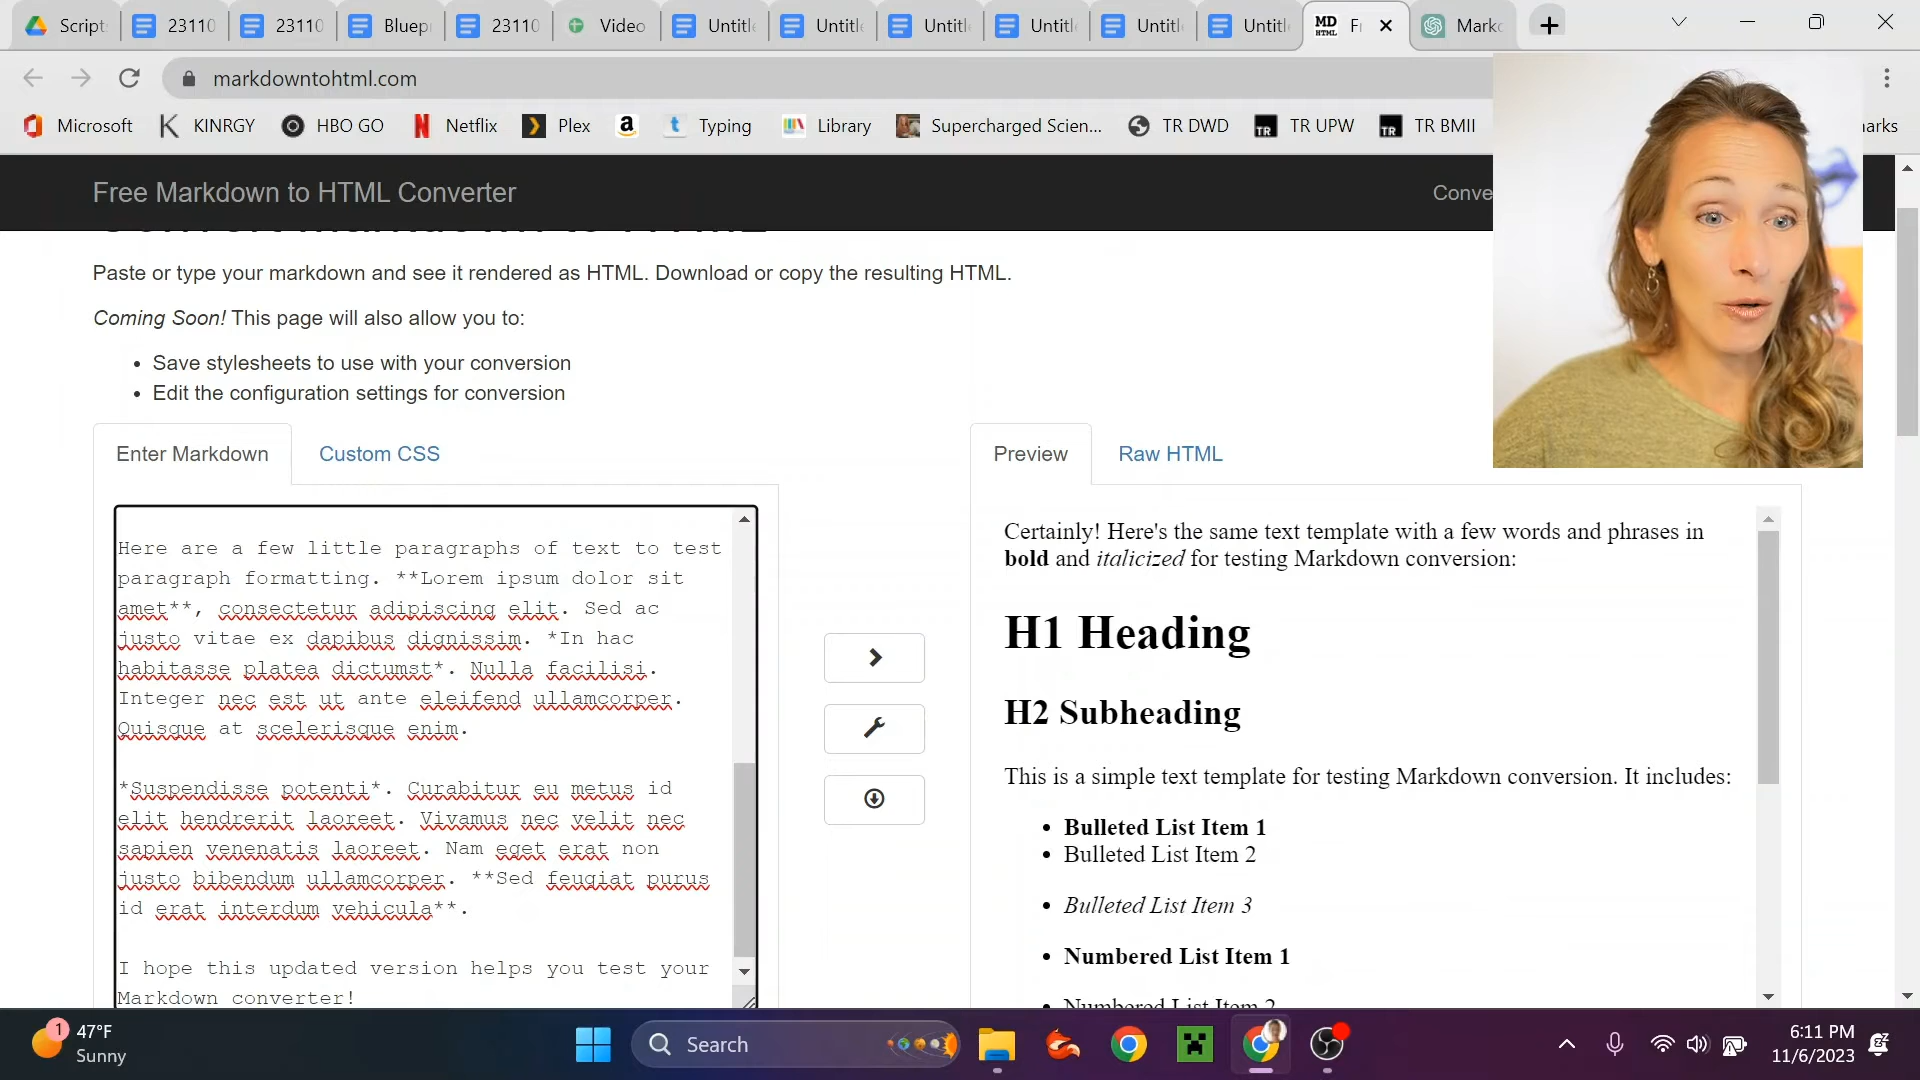 Script
23110
23110
Bluep
23110
Video
Untitle
Untitle
Untitl
Untitl
Untitl
Untitl
MD
HTML
F
Mark
markdowntohtml.com
Microsoft
KINRGY
HBO GO
Netflix
Plex
Typing
Library
Supercharged Scien...
TR DWD
TR
TR UPW
TR
TR BMII
arks
Free Markdown to HTML Converter
Conve
Paste or type your markdown and see it rendered as HTML. Download or copy the resulting HTML.
Coming Soon! This page will also allow you to:
• Save stylesheets to use with your conversion
• Edit the configuration settings for conversion
Enter Markdown
Custom CSS
Here are a few little paragraphs of text to test
paragraph formatting. **Lorem ipsum dolor sit
amet**, consectetur adipiscing elit. Sed ac
justo vitae ex dapibus dignissim. *In hac
habitasse platea dictumst*. Nulla facilisi.
Integer nec est ut ante eleifend ullamcorper.
Quisque at scelerisque enim.
*Suspendisse potenti*. Curabitur eu metus id
elit hendrerit laoreet. Vivamus nec velit nec
sapien venenatis laoreet. Nam eget erat non
justo bibendum ullamcorper. **Sed feugiat purus
id erat interdum vehicula**.
I hope this updated version helps you test your
Markdown converter!
Preview
Raw HTML
Certainly! Here's the same text template with a few words and phrases in
bold and italicized for testing Markdown conversion:
H1 Heading
H2 Subheading
This is a simple text template for testing Markdown conversion. It includes:
• Bulleted List Item 1
• Bulleted List Item 2
• Bulleted List Item 3
• Numbered List Item 1
• Numbered List Item 2
1
47°F
Sunny
Search
6:11 PM
11/6/2023